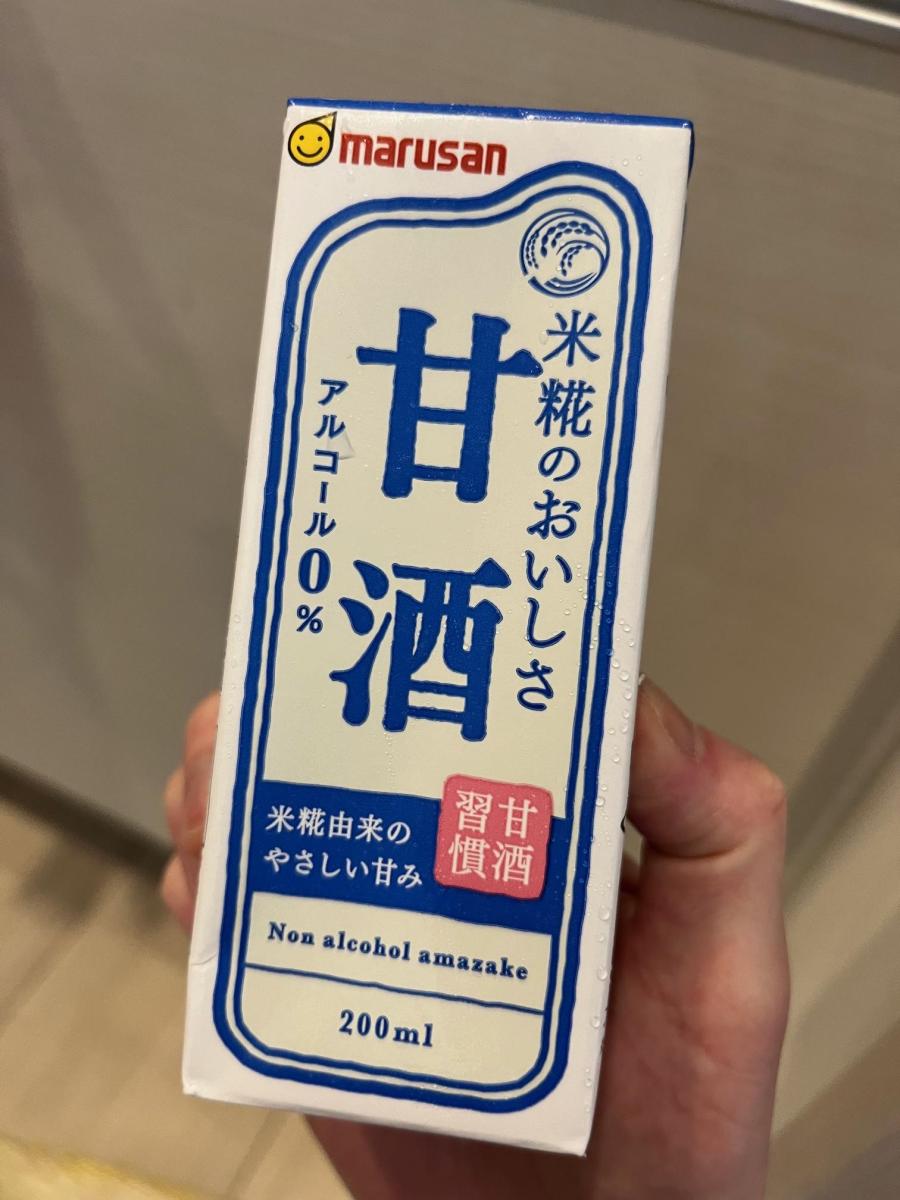 marusan
米糀のおいしさ
甘酒
アルコール0%
米糀由来の
やさしい甘み
甘酒
習慣
Non alcohol amazake
200ml